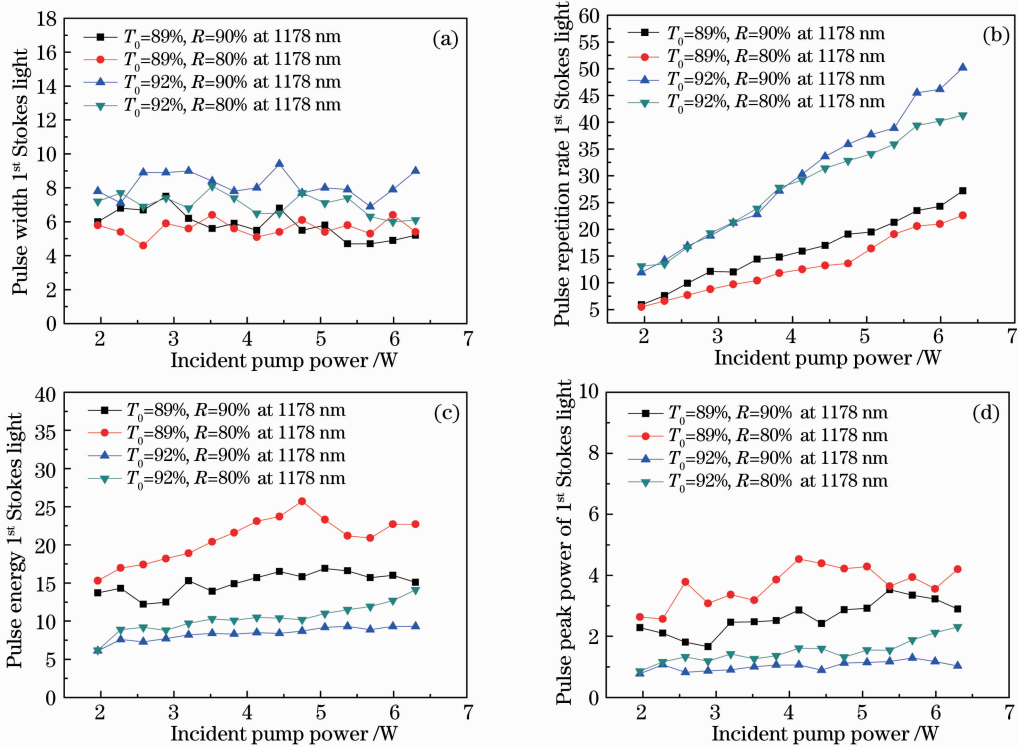 18
16
14
12
10
8
6
4
2
0
Pulse width 1st Stokes light
T0=89%, R=90% at 1178 nm
T0=89%, R=80% at 1178 nm
T0=92%, R=90% at 1178 nm
T0=92%, R=80% at 1178 nm
(a)
2 3 4 5 6 7
Incident pump power /W
60
55
50
45
40
35
30
25
20
15
10
5
Pulse repetition rate 1st Stokes light
T0=89%, R=90% at 1178 nm
T0=89%, R=80% at 1178 nm
T0=92%, R=90% at 1178 nm
T0=92%, R=80% at 1178 nm
(b)
2 3 4 5 6 7
Incident pump power /W
40
35
30
25
20
15
10
5
0
Pulse energy 1st Stokes light
T0=89%, R=90% at 1178 nm
T0=89%, R=80% at 1178 nm
T0=92%, R=90% at 1178 nm
T0=92%, R=80% at 1178 nm
(c)
2 3 4 5 6 7
Incident pump power /W
10
8
6
4
2
0
Pulse peak power of 1st Stokes light
T0=89%, R=90% at 1178 nm
T0=89%, R=80% at 1178 nm
T0=92%, R=90% at 1178 nm
T0=92%, R=80% at 1178 nm
(d)
2 3 4 5 6 7
Incident pump power /W